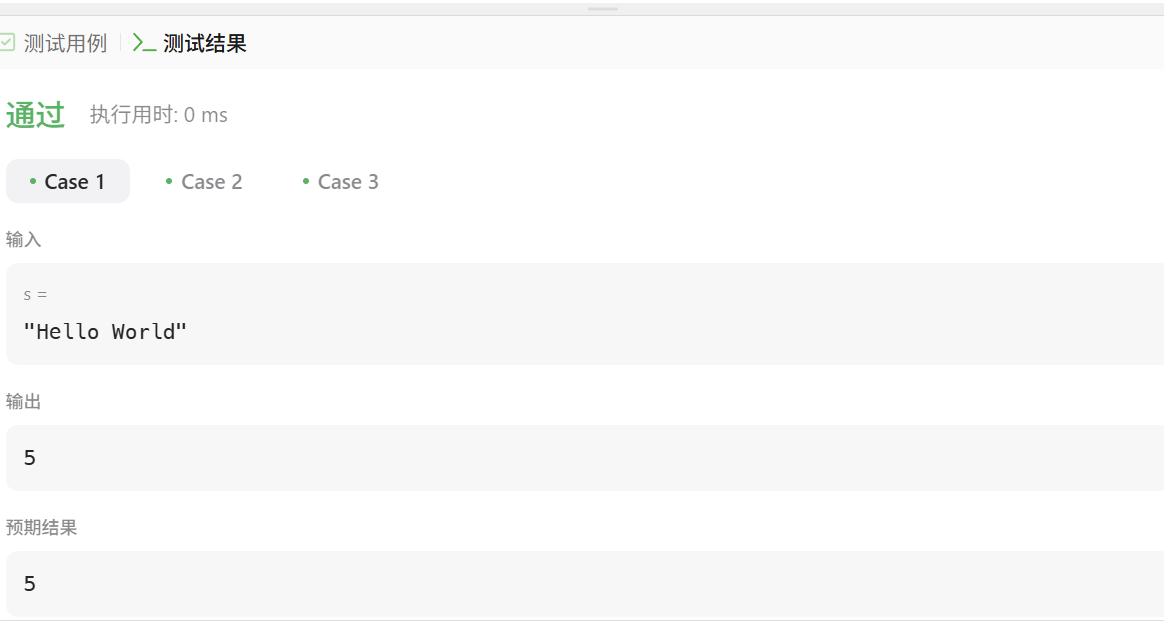 测试用例 测试结果
通过 执行用时: 0 ms
Case 1 Case 2 Case 3
输入
s =
"Hello World"
输出
5
预期结果
5